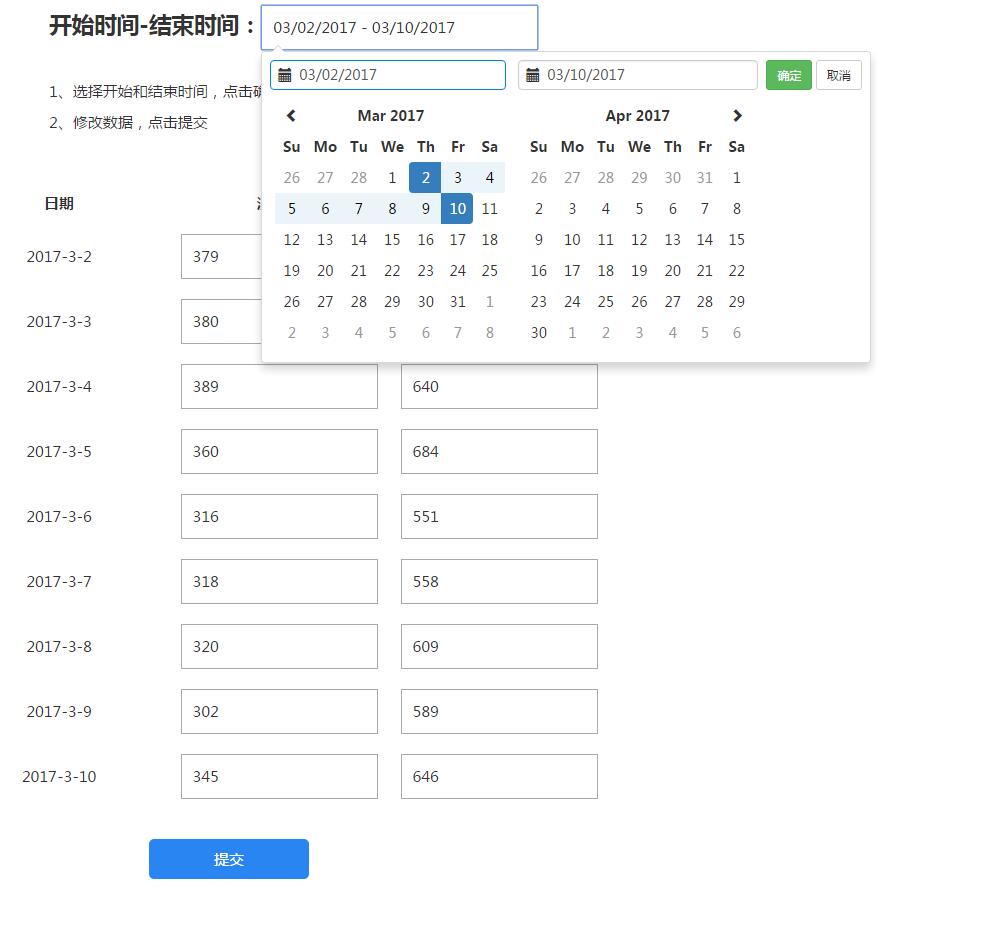 开始时间-结束时间：
03/02/2017 - 03/10/2017
03/02/2017 03/10/2017 确定 取消
1、选择开始和结束时间，点击
2、修改数据，点击提交
Mar 2017 Apr 2017
Su Mo Tu We Th Fr Sa Su Mo Tu We Th Fr Sa
26 27 28 1 2 3 4 26 27 28 29 30 31 1
5 6 7 8 9 10 11 2 3 4 5 6 7 8
12 13 14 15 16 17 18 9 10 11 12 13 14 15
19 20 21 22 23 24 25 16 17 18 19 20 21 22
26 27 28 29 30 31 1 23 24 25 26 27 28 29
2 3 4 5 6 7 8 30 1 2 3 4 5 6
日期
2017-3-2 379
2017-3-3 380
2017-3-4 389 640
2017-3-5 360 684
2017-3-6 316 551
2017-3-7 318 558
2017-3-8 320 609
2017-3-9 302 589
2017-3-10 345 646
提交